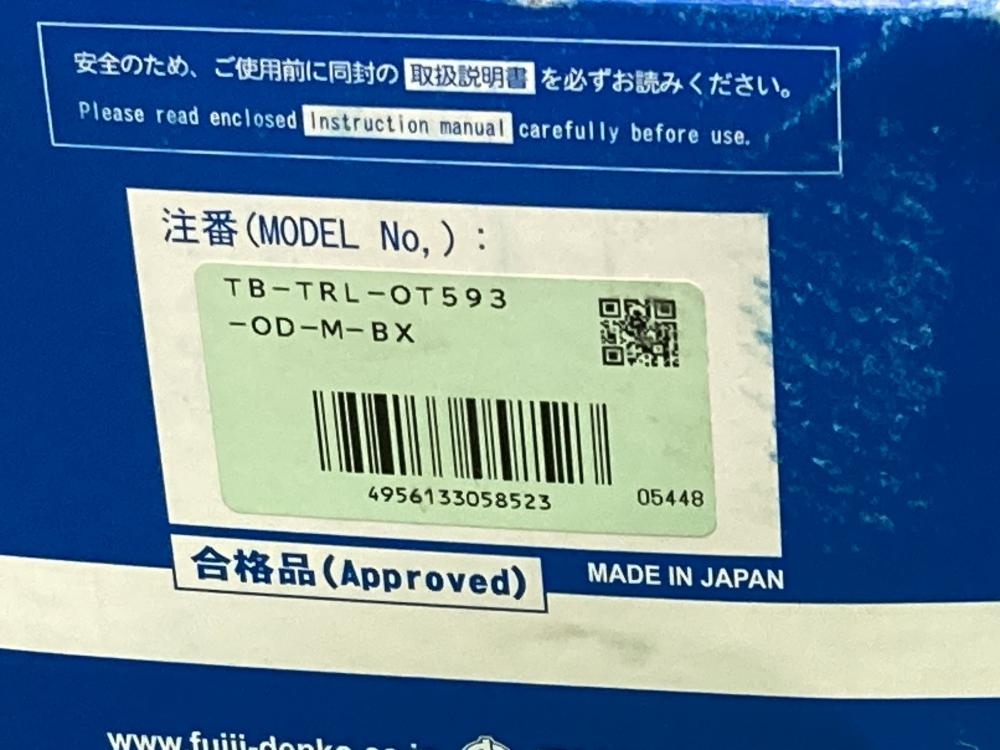 安全のため、ご使用前に同封の 取扱説明書 を必ずお読みください。
Please read enclosed Instruction manual carefully before use.
注番(MODEL No,) :
TB-TRL-OT593
-OD-M-BX
4956133058523
05448
合格品(Approved)
MADE IN JAPAN